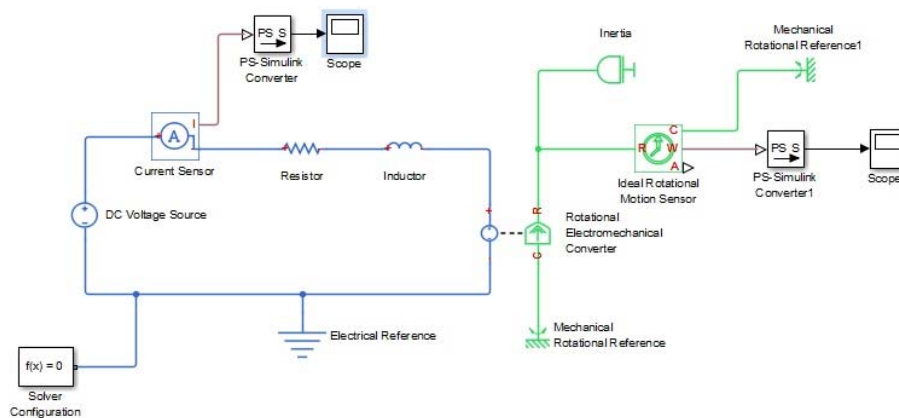 PS S
PS-Simulink
Converter
Scope
I
A
Current Sensor
Resistor
Inductor
DC Voltage Source
Electrical Reference
f(x) = 0
Solver
Configuration
Inertia
Mechanical
Rotational Reference1
R
C
W
A
Ideal Rotational
Motion Sensor
PS S
PS-Simulink
Converter1
Scope
R
C
Rotational
Electromechanical
Converter
Mechanical
Rotational Reference